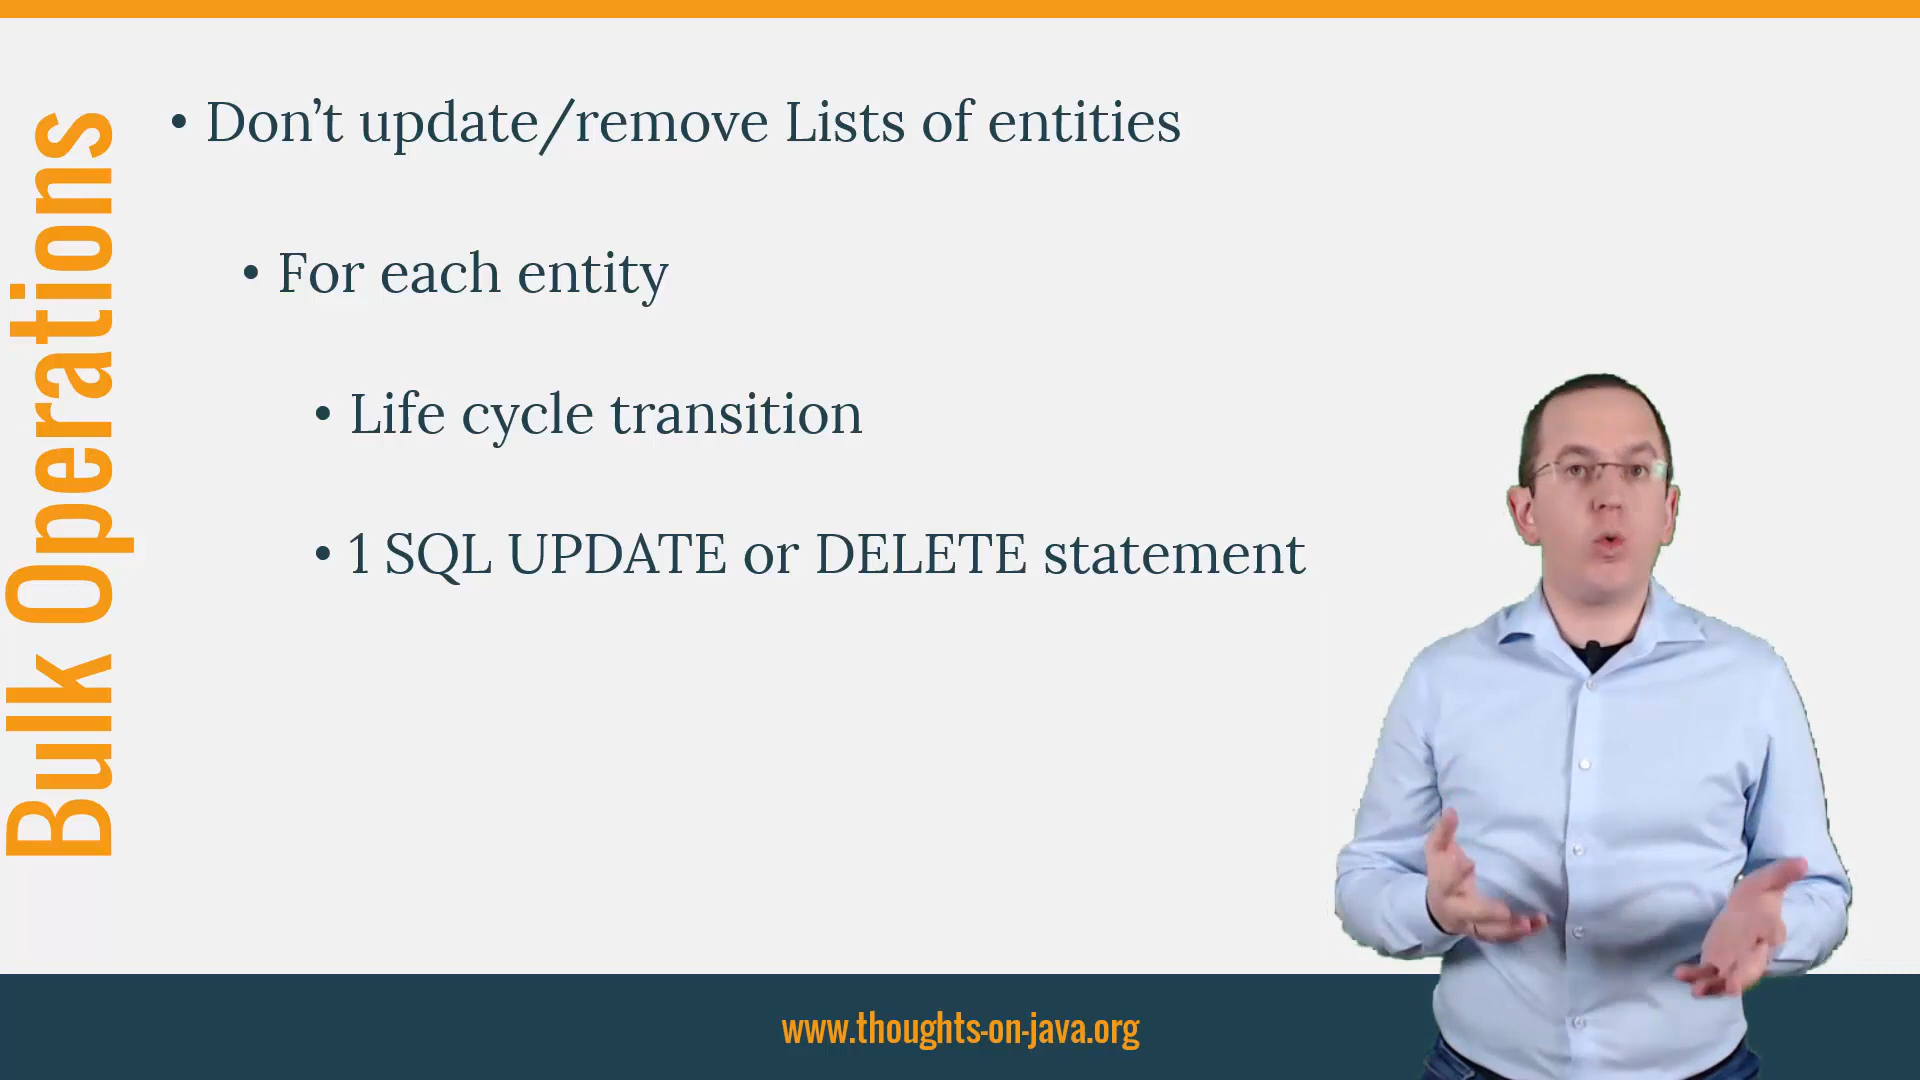 Bulk Operations
• Don’t update/remove Lists of entities
• For each entity
• Life cycle transition
• 1 SQL UPDATE or DELETE statement
www.thoughts-on-java.org